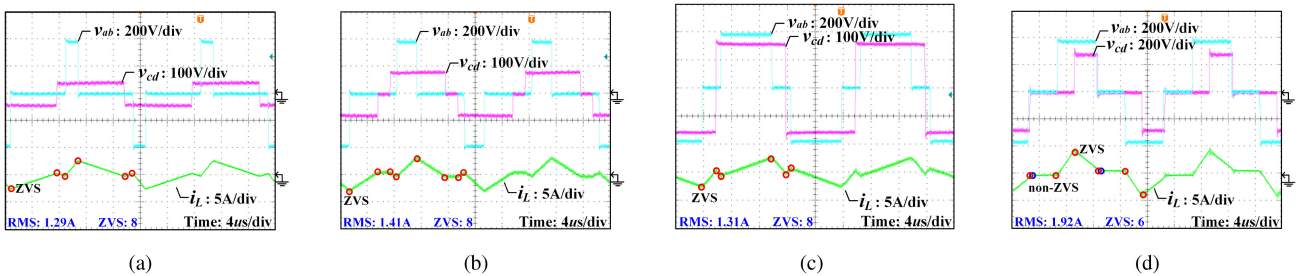 T
v_ab : 200V/div
v_cd : 100V/div
ZVS
i_L : 5A/div
RMS: 1.29A ZVS: 8 Time: 4us/div
(a)
T
v_ab : 200V/div
v_cd : 100V/div
ZVS
i_L : 5A/div
RMS: 1.41A ZVS: 8 Time: 4us/div
(b)
T
v_ab : 200V/div
v_cd : 100V/div
ZVS
i_L : 5A/div
RMS: 1.31A ZVS: 8 Time: 4us/div
(c)
T
v_ab : 200V/div
v_cd : 200V/div
ZVS
non-ZVS
i_L : 5A/div
RMS: 1.92A ZVS: 6 Time: 4us/div
(d)